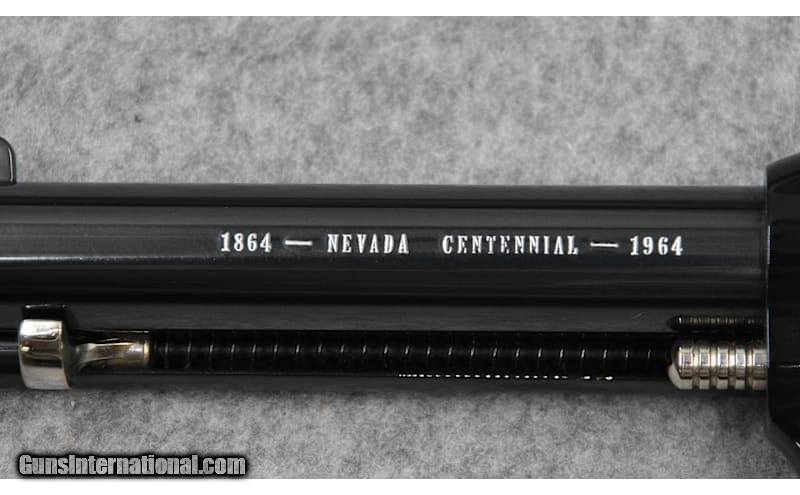 1864 — NEVADA CENTENNIAL — 1964
GunsInternational.com